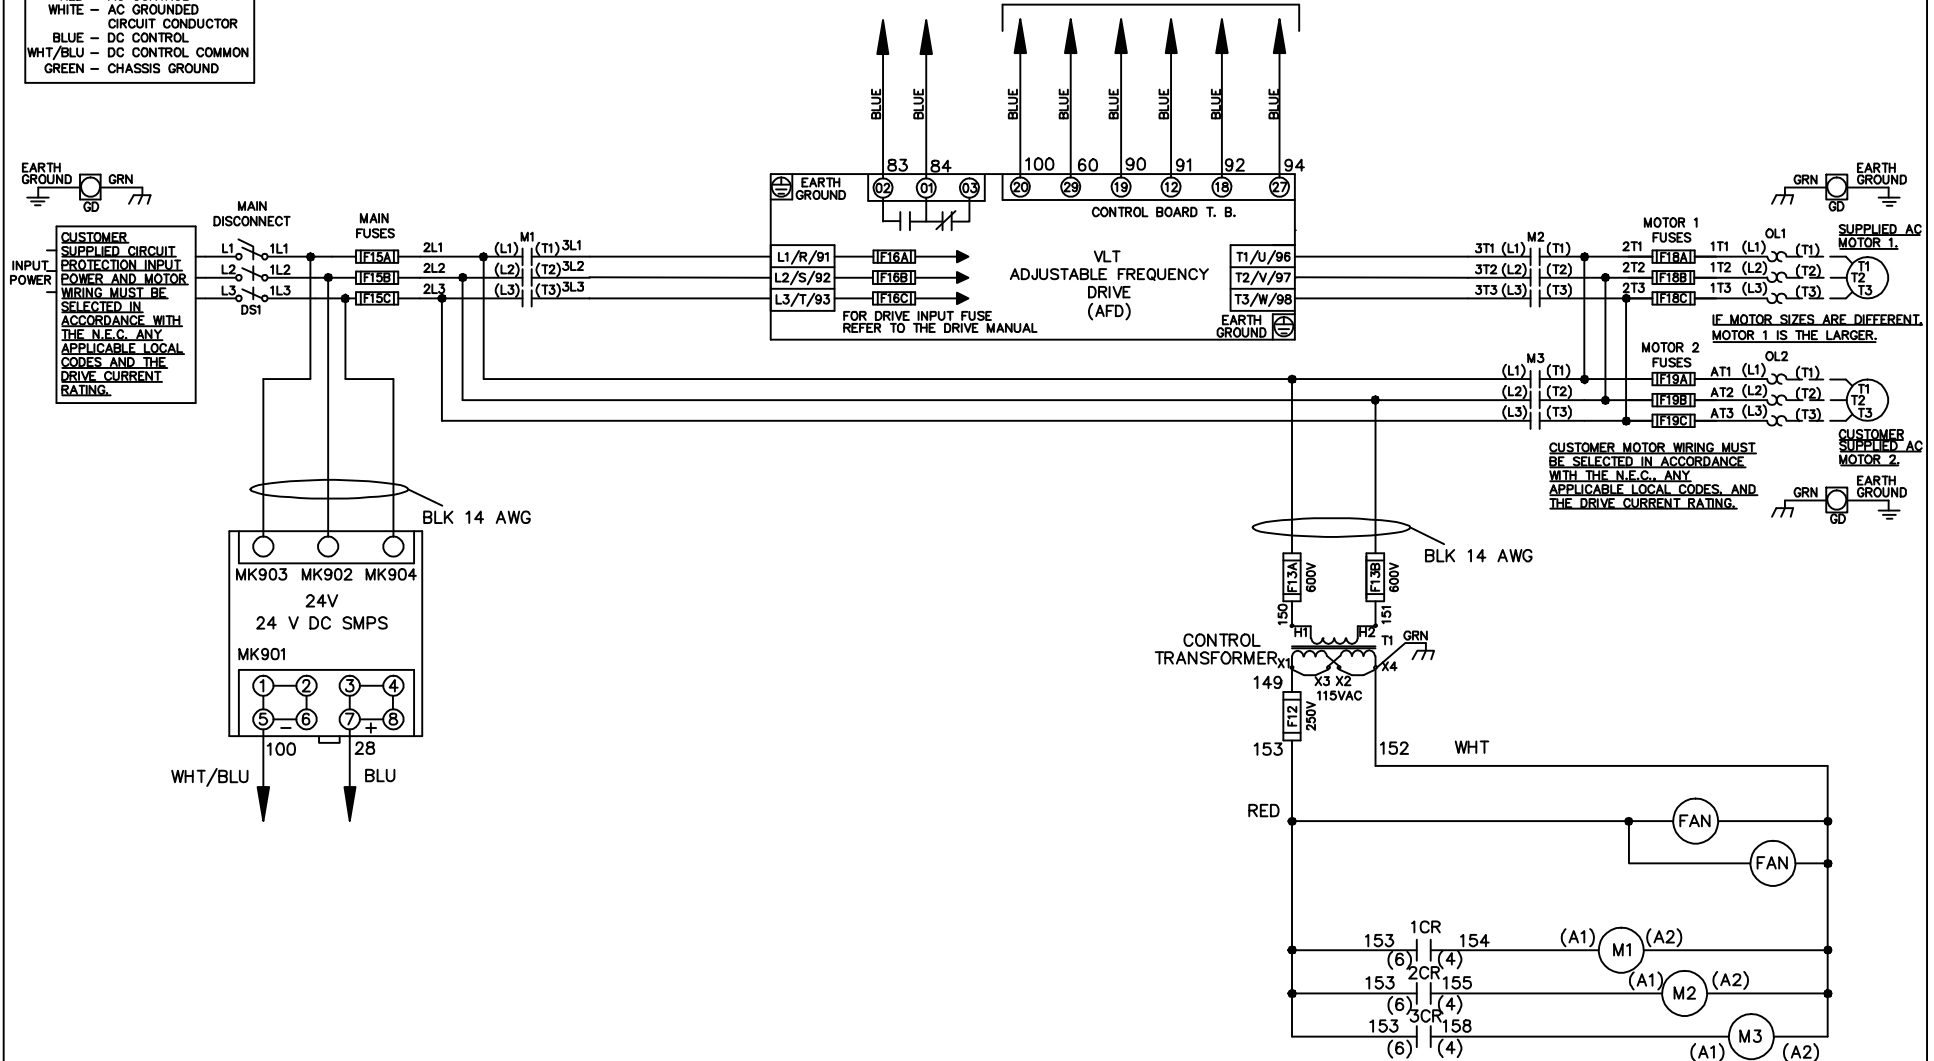 WHITE – AC GROUNDED
CIRCUIT CONDUCTOR
BLUE – DC CONTROL
WHT/BLU – DC CONTROL COMMON
GREEN – CHASSIS GROUND
BLUE BLUE BLUE BLUE BLUE BLUE BLUE BLUE
83 84 100 60 90 91 92 94
EARTH GROUND
02 01 03 20 29 19 12 18 27
CONTROL BOARD T. B.
EARTH
GROUND GRN
GD
MAIN
DISCONNECT
MAIN
FUSES
L1 1L1 F15A 2L1 (L1) M1 (T1) 3L1
L2 1L2 F15B 2L2 (L2) (T2) 3L2
L3 1L3 F15C 2L3 (L3) (T3) 3L3
DS1
INPUT
POWER
CUSTOMER
SUPPLIED CIRCUIT
PROTECTION INPUT
POWER AND MOTOR
WIRING MUST BE
SELECTED IN
ACCORDANCE WITH
THE N.E.C. ANY
APPLICABLE LOCAL
CODES AND THE
DRIVE CURRENT
RATING.
L1/R/91 F16A
L2/S/92 F16B
L3/T/93 F16C
VLT
ADJUSTABLE FREQUENCY
DRIVE
(AFD)
FOR DRIVE INPUT FUSE
REFER TO THE DRIVE MANUAL
T1/U/96
T2/V/97
T3/W/98
EARTH
GROUND
GRN EARTH
GROUND
GD
M2
MOTOR 1
FUSES
OL1
3T1 (L1) (T1) 2T1 F18A 1T1 (L1) (T1)
3T2 (L2) (T2) 2T2 F18B 1T2 (L2) (T2)
3T3 (L3) (T3) 2T3 F18C 1T3 (L3) (T3)
SUPPLIED AC
MOTOR 1.
T1
T2
T3
IF MOTOR SIZES ARE DIFFERENT,
MOTOR 1 IS THE LARGER.
M3
MOTOR 2
FUSES
OL2
(L1) (T1) F19A AT1 (L1) (T1)
(L2) (T2) F19B AT2 (L2) (T2)
(L3) (T3) F19C AT3 (L3) (T3)
T1
T2
T3
CUSTOMER
SUPPLIED AC
MOTOR 2.
CUSTOMER MOTOR WIRING MUST
BE SELECTED IN ACCORDANCE
WITH THE N.E.C., ANY
APPLICABLE LOCAL CODES, AND
THE DRIVE CURRENT RATING.
GRN EARTH
GROUND
GD
BLK 14 AWG
MK903 MK902 MK904
24V
24 V DC SMPS
MK901
1 2 3 4
5 – 6 7 + 8
100 28
WHT/BLU BLU
BLK 14 AWG
F13A 600V F13B 600V
150 151
H1 H2 T1 GRN
CONTROL
TRANSFORMER
X1 X3 X2 X4
115VAC
149
F12 250V
153 152 WHT
RED
FAN
FAN
1CR
153 154 (A1) M1 (A2)
(6) (4)
2CR
153 155 (A1) M2 (A2)
(6) (4)
3CR
153 158 M3
(6) (4) (A1) (A2)